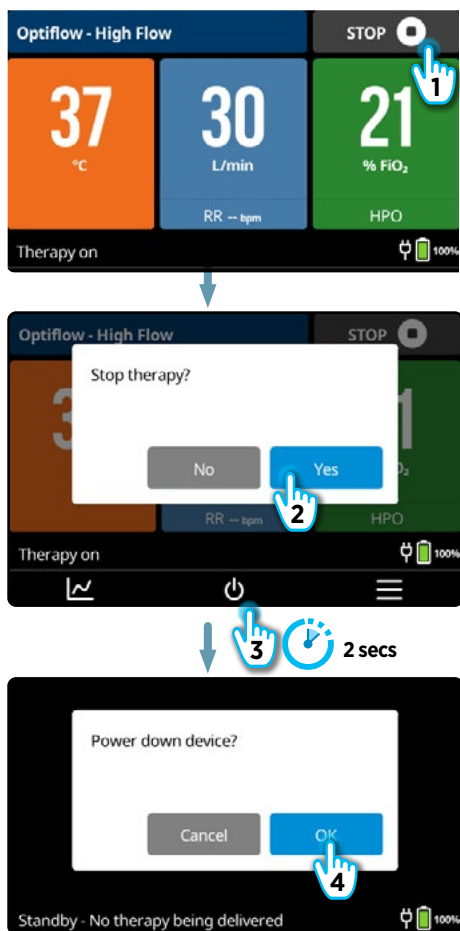 Optiflow - High Flow STOP
1
37 30 21
°C L/min % FiO₂
RR -- bpm HPO
Therapy on 100%
Optiflow - High Flow STOP
Stop therapy?
No Yes
2
RR -- bpm HPO
Therapy on 100%
3 2 secs
Power down device?
Cancel OK
4
Standby - No therapy being delivered 100%